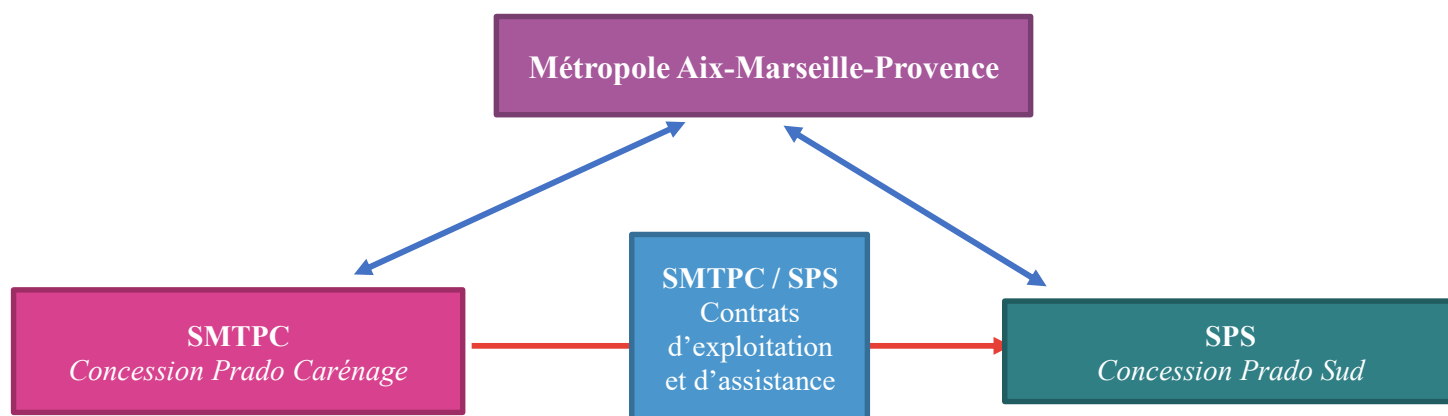 Métropole Aix-Marseille-Provence
SMTPC / SPS
Contrats
d’exploitation
et d’assistance
SMTPC
Concession Prado Carénage
SPS
Concession Prado Sud